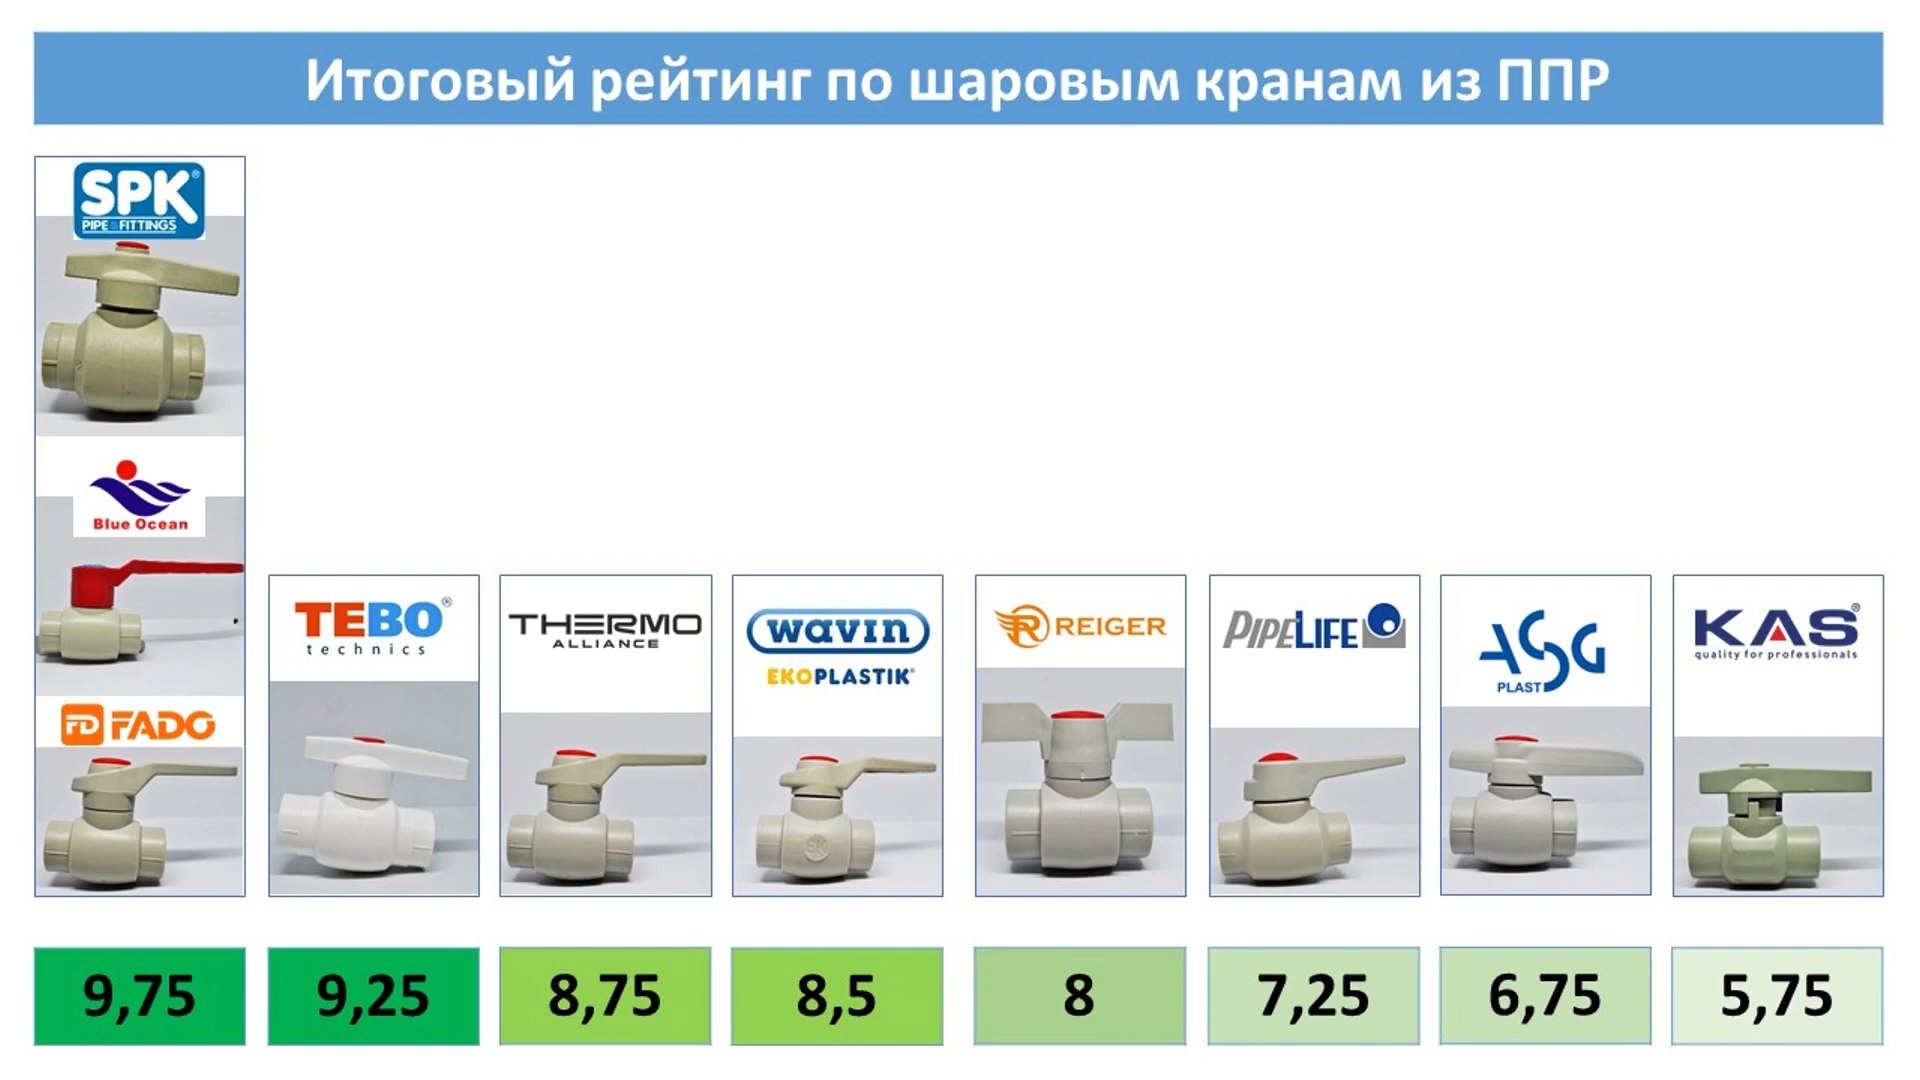 Итоговый рейтинг по шаровым кранам из ППР
SPK®
PIPE & FITTINGS
Blue Ocean
FD FADO
TEBO®
technics
THERMO
ALLIANCE
wavin
EKOPLASTIK®
R REIGER
PIPELIFE
ASG
PLAST
KAS®
quality for professionals
EK
9,75
9,25
8,75
8,5
8
7,25
6,75
5,75